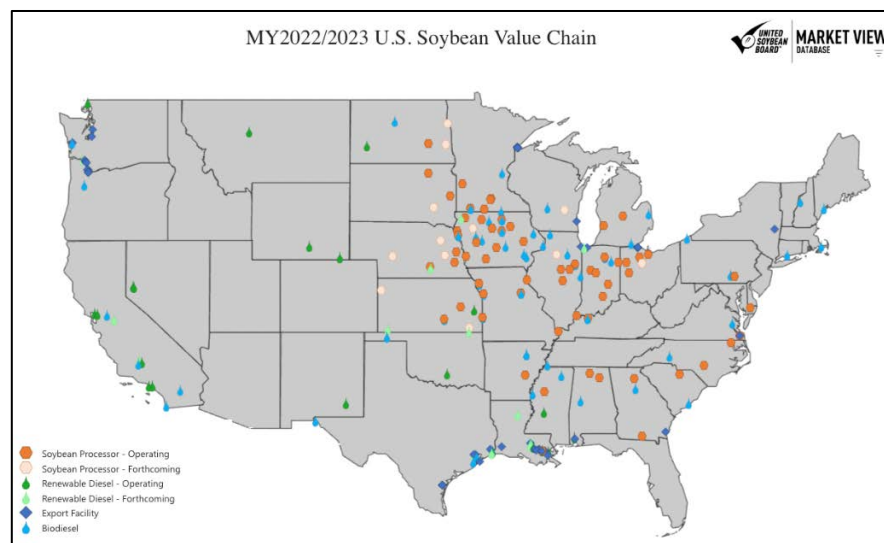 MY2022/2023 U.S. Soybean Value Chain
UNITED
SOYBEAN
BOARD
MARKET VIEW
DATABASE
Soybean Processor - Operating
Soybean Processor - Forthcoming
Renewable Diesel - Operating
Renewable Diesel - Forthcoming
Export Facility
Biodiesel